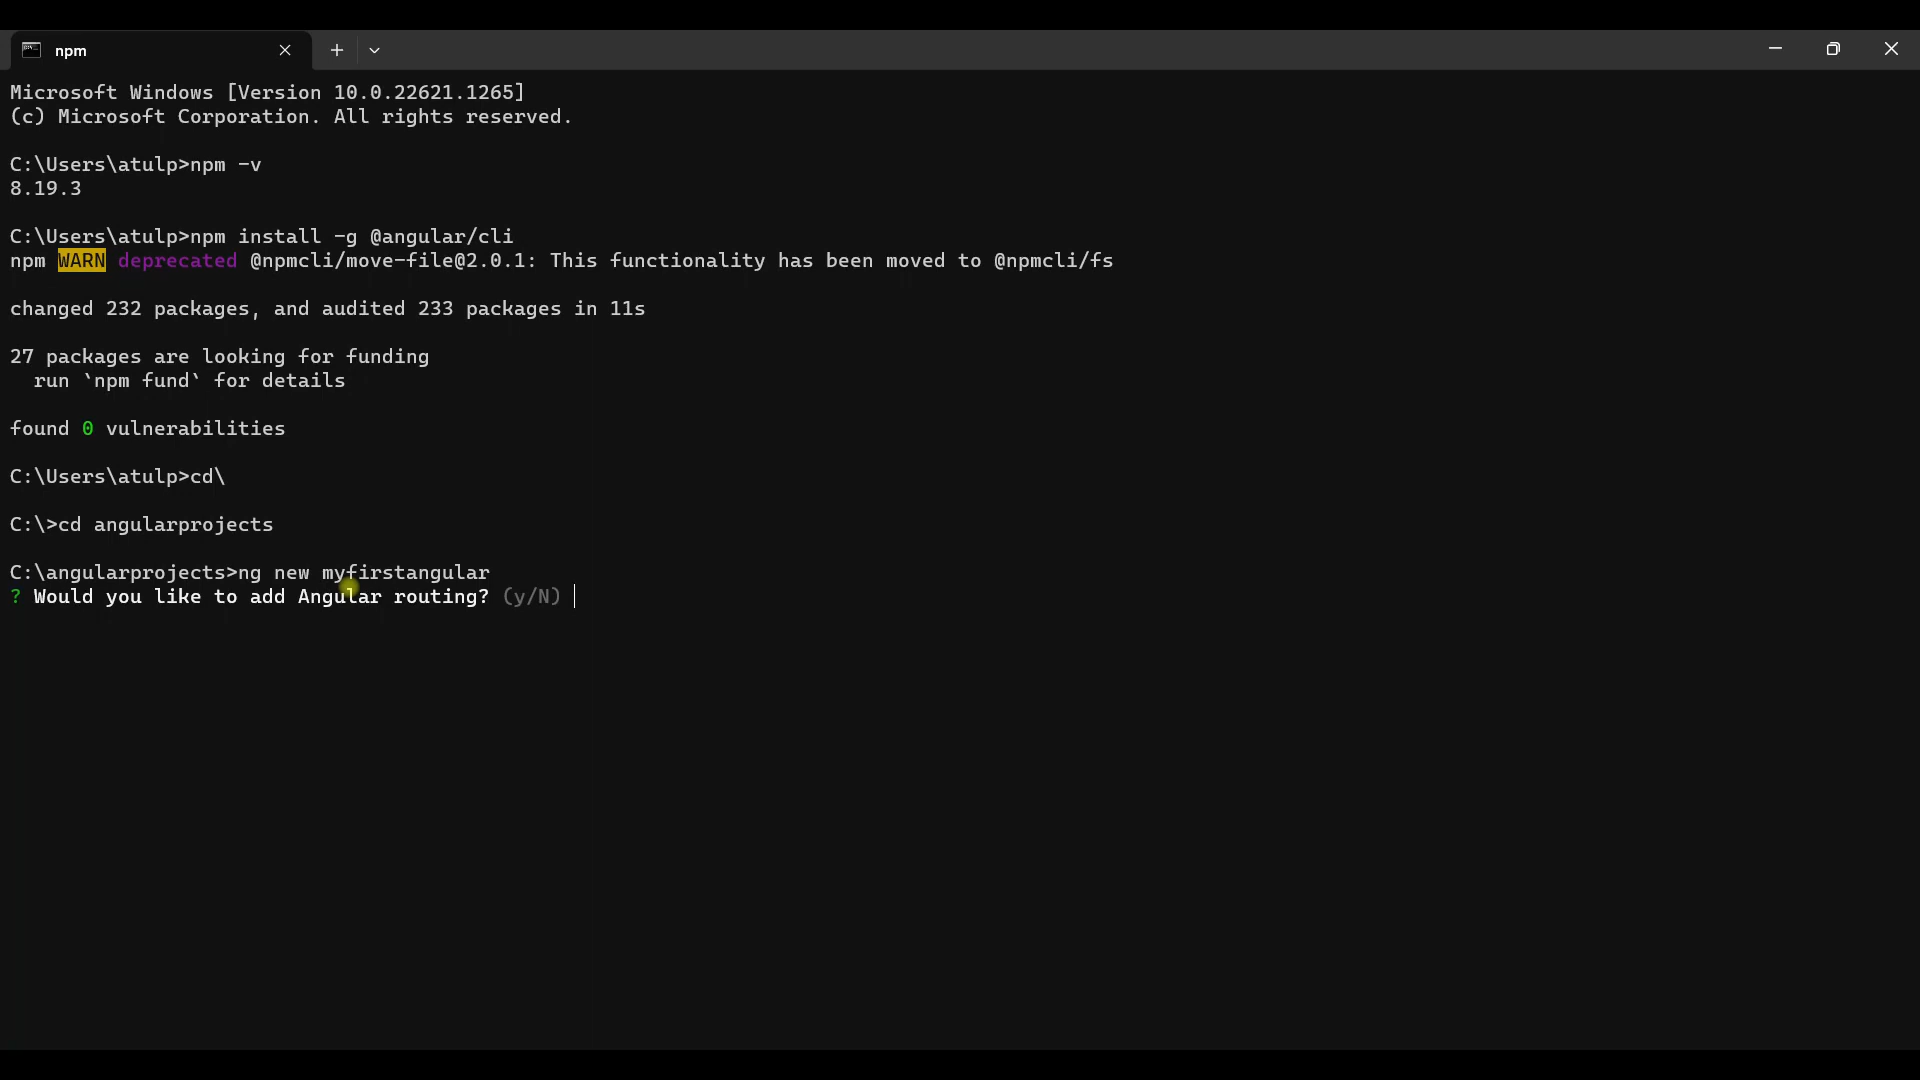 npm
Microsoft Windows [Version 10.0.22621.1265]
(c) Microsoft Corporation. All rights reserved.
C:\Users\atulp>npm -v
8.19.3
C:\Users\atulp>npm install -g @angular/cli
npm WARN deprecated @npmcli/move-file@2.0.1: This functionality has been moved to @npmcli/fs
changed 232 packages, and audited 233 packages in 11s
27 packages are looking for funding
  run `npm fund` for details
found 0 vulnerabilities
C:\Users\atulp>cd\
C:\>cd angularprojects
C:\angularprojects>ng new myfirstangular
? Would you like to add Angular routing? (y/N)